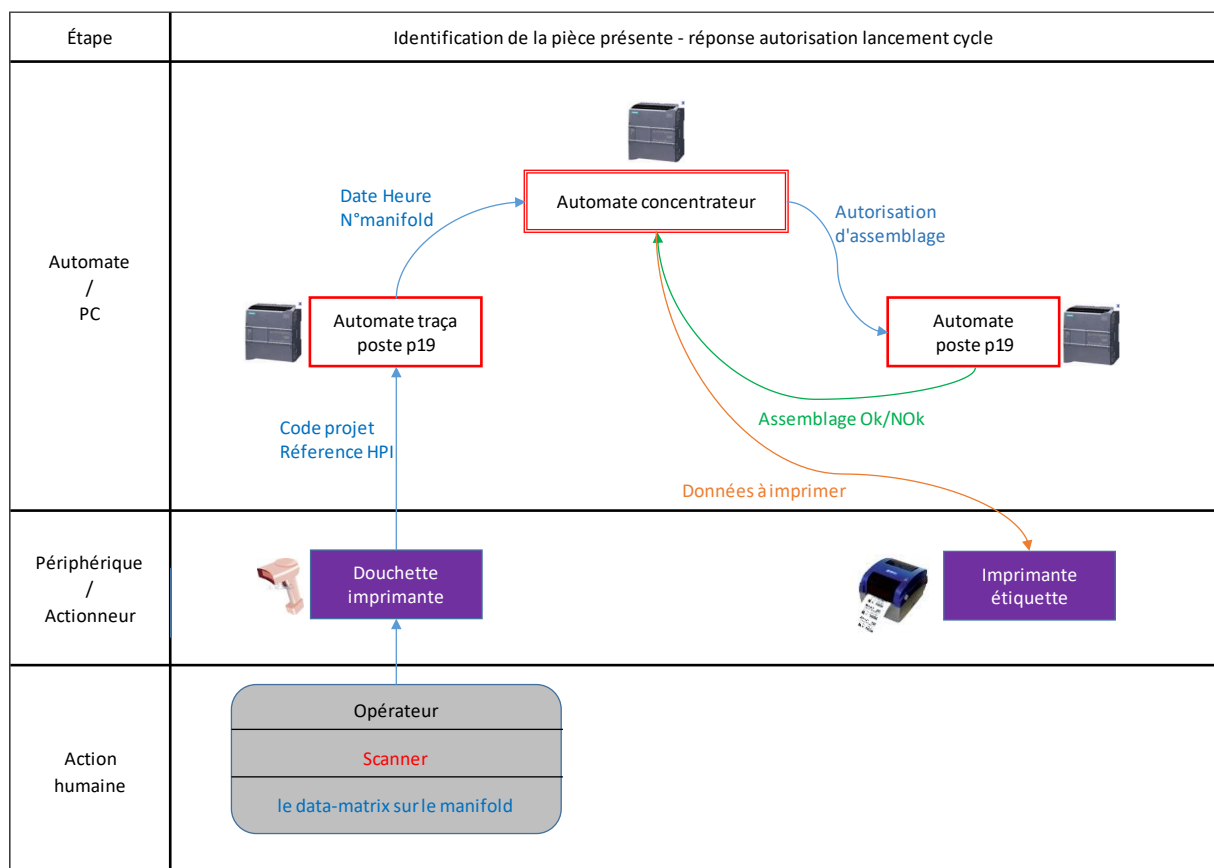 Étape
Identification de la pièce présente - réponse autorisation lancement cycle
Automate
/
PC
Date Heure
N°manifold
Automate concentrateur
Autorisation
d'assemblage
Automate traça
poste p19
Automate
poste p19
Code projet
Réference HPI
Assemblage Ok/NOk
Données à imprimer
Périphérique
/
Actionneur
Douchette
imprimante
Imprimante
étiquette
Action
humaine
Opérateur
Scanner
le data-matrix sur le manifold